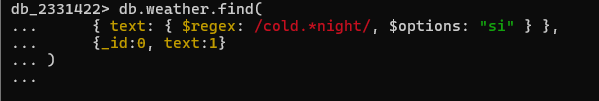 db_2331422> db.weather.find(
...     { text: { $regex: /cold.*night/, $options: "si" } },
...     {_id:0, text:1}
... )
...